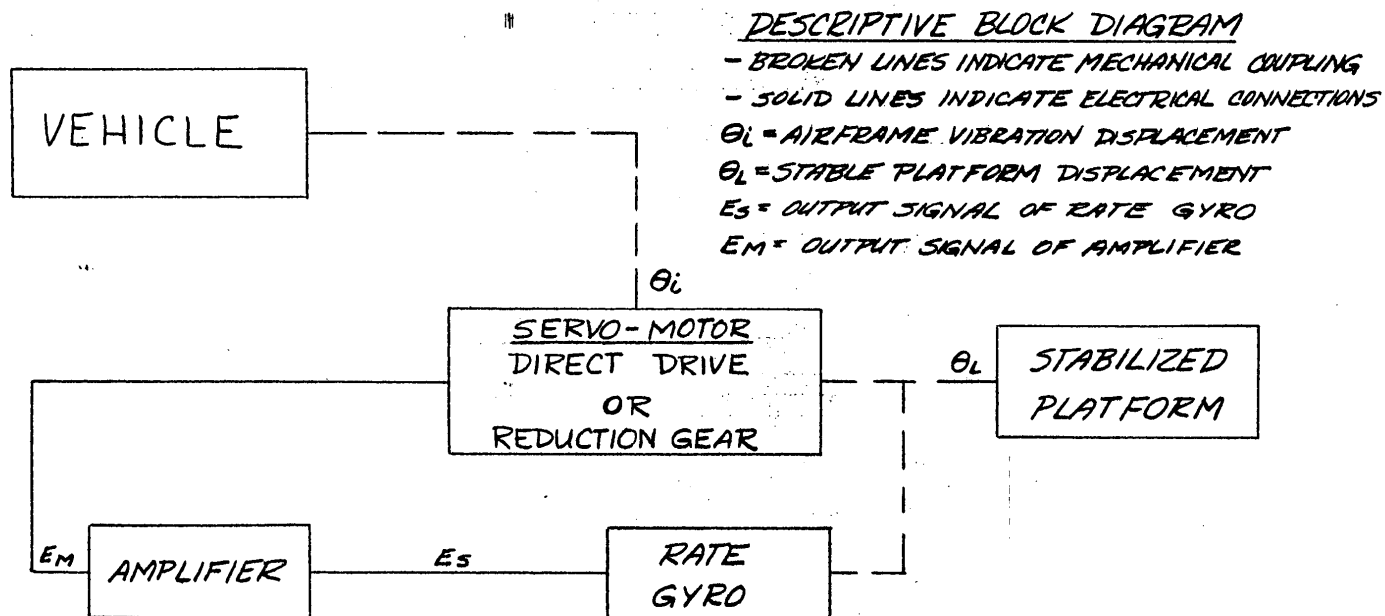 DESCRIPTIVE BLOCK DIAGRAM
- BROKEN LINES INDICATE MECHANICAL COUPLING
- SOLID LINES INDICATE ELECTRICAL CONNECTIONS
θi = AIRFRAME VIBRATION DISPLACEMENT
θL = STABLE PLATFORM DISPLACEMENT
ES = OUTPUT SIGNAL OF RATE GYRO
EM = OUTPUT SIGNAL OF AMPLIFIER
VEHICLE
θi
SERVO-MOTOR
DIRECT DRIVE
OR
REDUCTION GEAR
θL
STABILIZED
PLATFORM
EM
AMPLIFIER
ES
RATE
GYRO